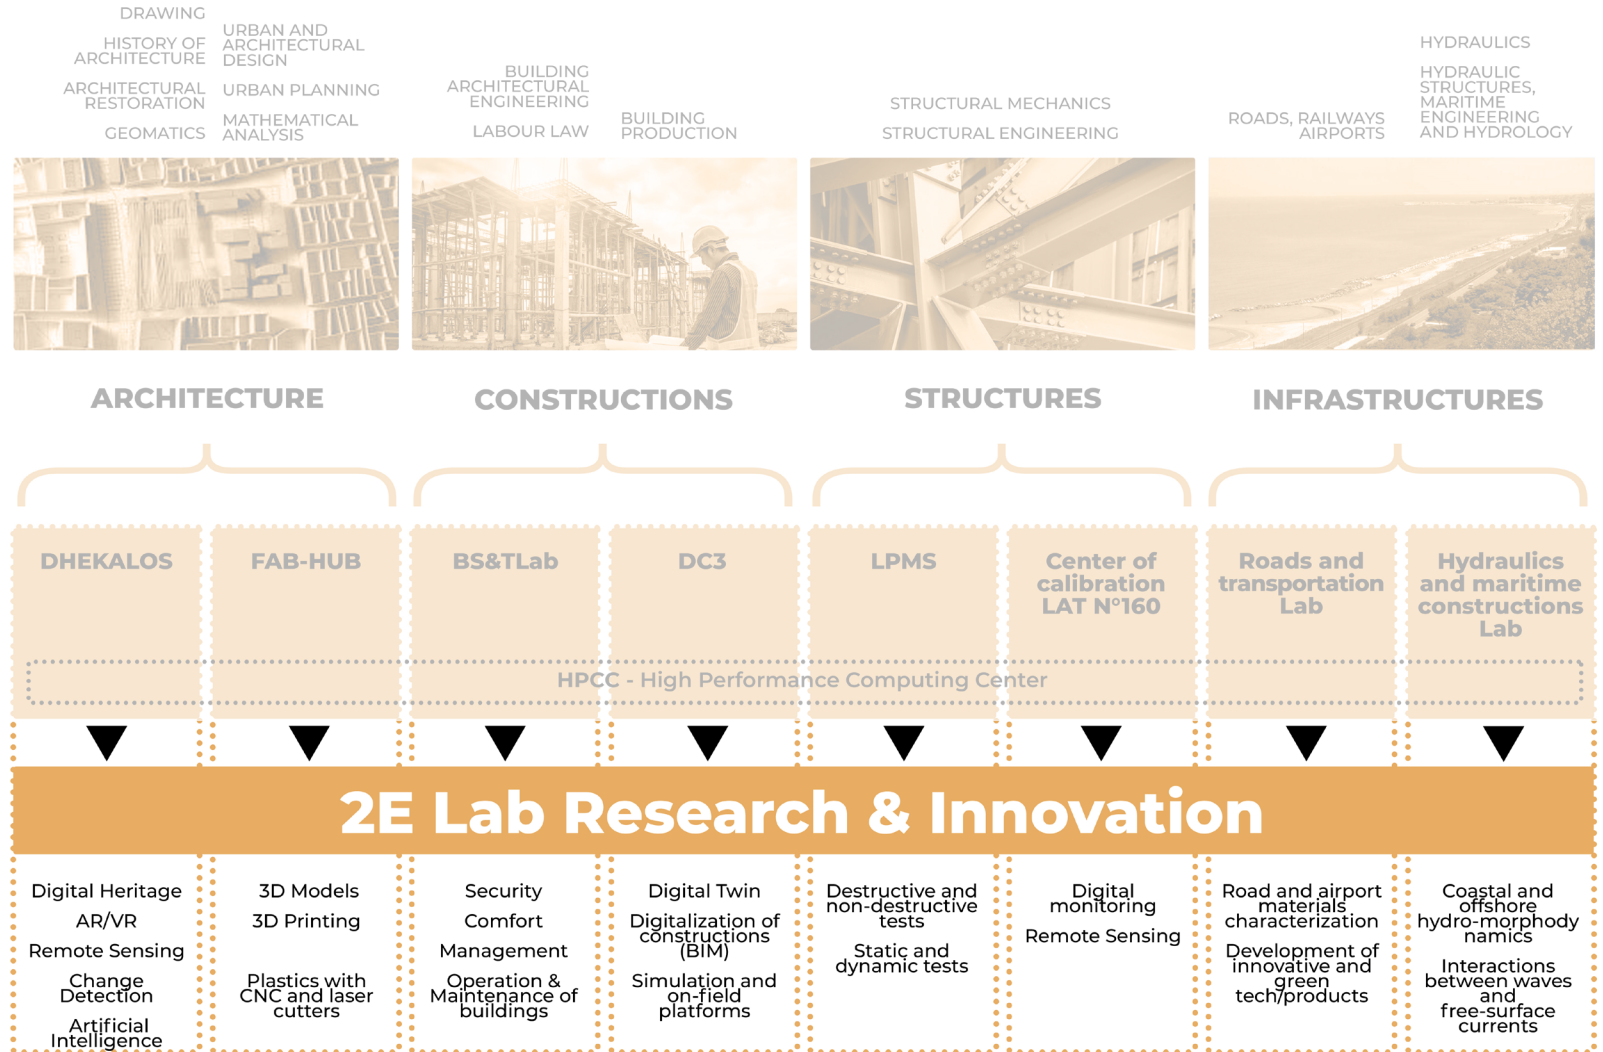 DRAWING
HISTORY OF
ARCHITECTURE
ARCHITECTURAL
RESTORATION
GEOMATICS
URBAN AND
ARCHITECTURAL
DESIGN
URBAN PLANNING
MATHEMATICAL
ANALYSIS
BUILDING
ARCHITECTURAL
ENGINEERING
LABOUR LAW
BUILDING
PRODUCTION
STRUCTURAL MECHANICS
STRUCTURAL ENGINEERING
ROADS, RAILWAYS
AIRPORTS
HYDRAULICS
HYDRAULIC
STRUCTURES,
MARITIME
ENGINEERING
AND HYDROLOGY
ARCHITECTURE
CONSTRUCTIONS
STRUCTURES
INFRASTRUCTURES
DHEKALOS
FAB-HUB
BS&TLab
DC3
LPMS
Center of
calibration
LAT N°160
Roads and
transportation
Lab
Hydraulics
and maritime
constructions
Lab
HPCC - High Performance Computing Center
2E Lab Research & Innovation
Digital Heritage
AR/VR
Remote Sensing
Change
Detection
Artificial
Intelligence
3D Models
3D Printing
Plastics with
CNC and laser
cutters
Security
Comfort
Management
Operation &
Maintenance of
buildings
Digital Twin
Digitalization of
constructions
(BIM)
Simulation and
on-field
platforms
Destructive and
non-destructive
tests
Static and
dynamic tests
Digital
monitoring
Remote Sensing
Road and airport
materials
characterization
Development of
innovative and
green
tech/products
Coastal and
offshore
hydro-morphody
namics
Interactions
between waves
and
free-surface
currents